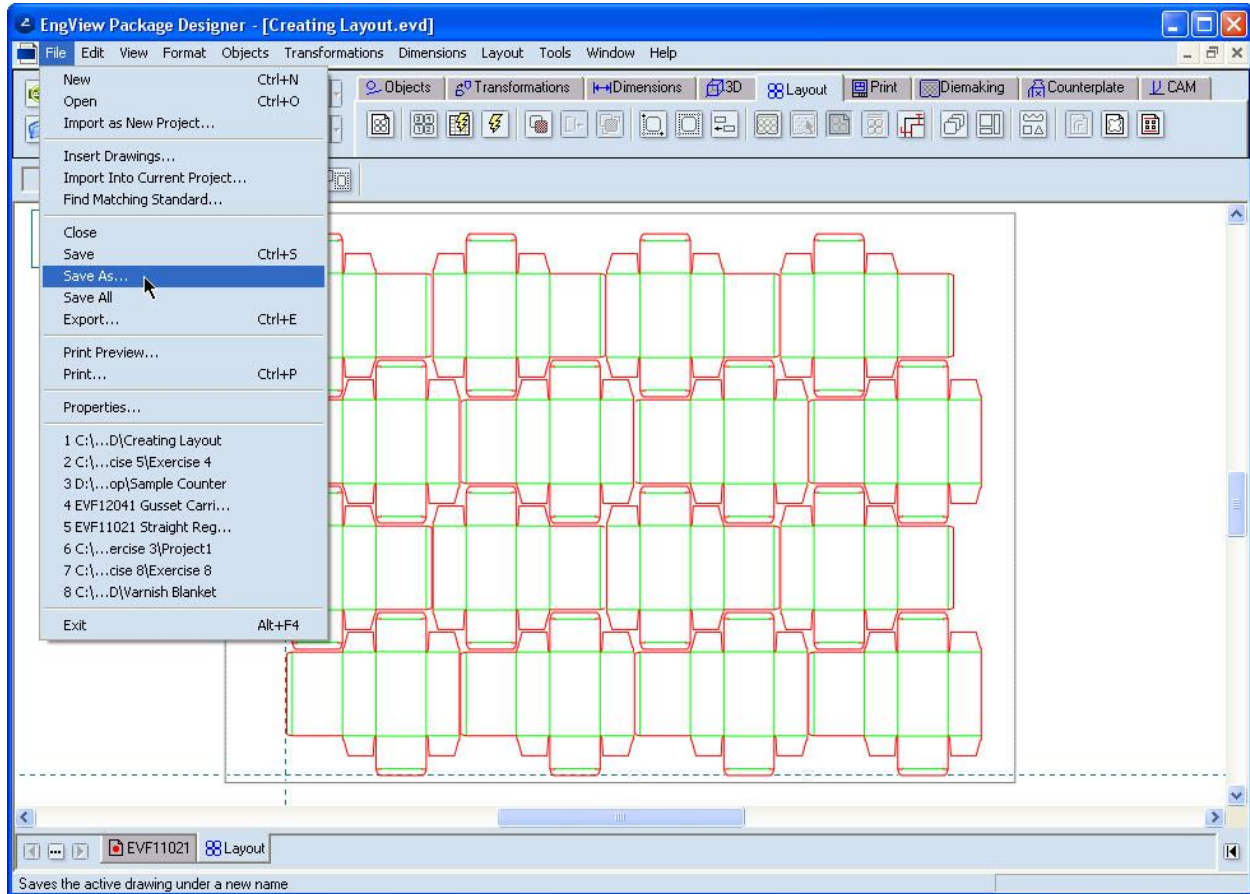 EngView Package Designer - [Creating Layout.evd]
File Edit View Format Objects Transformations Dimensions Layout Tools Window Help
Objects Transformations Dimensions 3D Layout Print Diemaking Counterplate CAM
New Ctrl+N
Open Ctrl+O
Import as New Project...
Insert Drawings...
Import Into Current Project...
Find Matching Standard...
Close
Save Ctrl+S
Save As...
Save All
Export... Ctrl+E
Print Preview...
Print... Ctrl+P
Properties...
1 C:\...D\Creating Layout
2 C:\...cise 5\Exercise 4
3 D:\...op\Sample Counter
4 EVF12041 Gusset Carri...
5 EVF11021 Straight Reg...
6 C:\...ercise 3\Project1
7 C:\...cise 8\Exercise 8
8 C:\...D\Varnish Blanket
Exit Alt+F4
EVF11021 Layout
Saves the active drawing under a new name